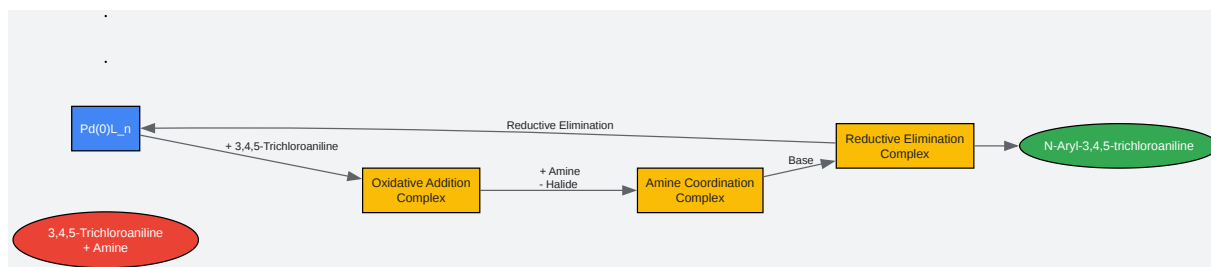 Pd(0)L_n
+ 3,4,5-Trichloroaniline
Reductive Elimination
Oxidative Addition
Complex
+ Amine
- Halide
Amine Coordination
Complex
Base
Reductive Elimination
Complex
N-Aryl-3,4,5-trichloroaniline
3,4,5-Trichloroaniline
+ Amine